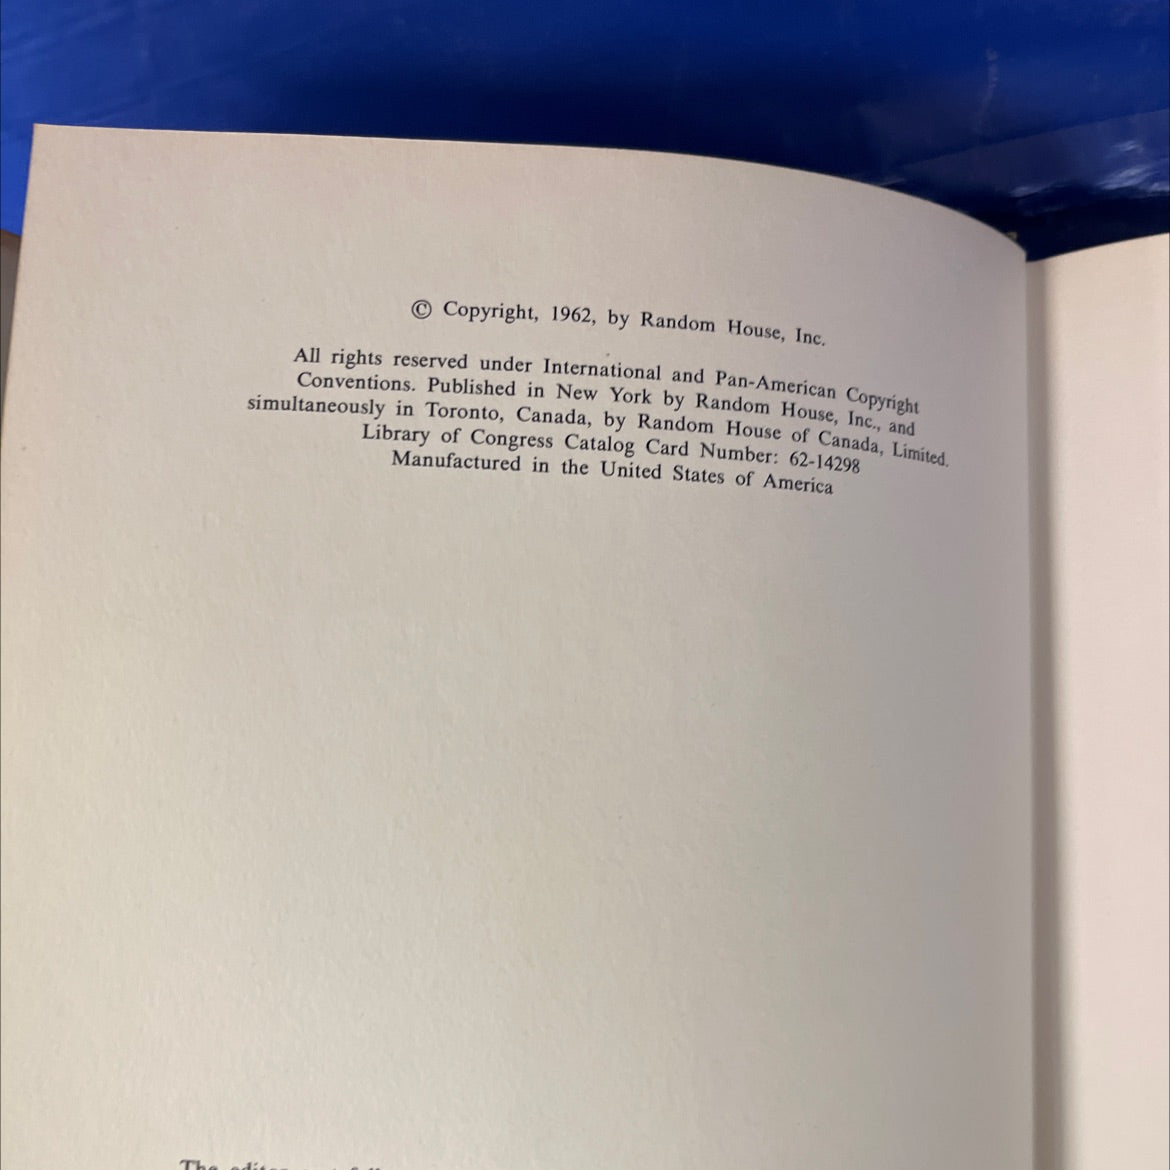 © Copyright, 1962, by Random House, Inc.
All rights reserved under International and Pan-American Copyright
Conventions. Published in New York by Random House, Inc., and
simultaneously in Toronto, Canada, by Random House of Canada, Limited.
Library of Congress Catalog Card Number: 62-14298
Manufactured in the United States of America
The